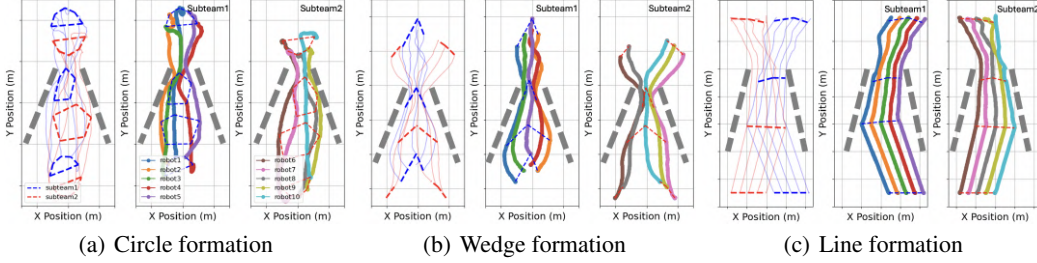 Subteam1
Subteam2
Subteam1
Subteam2
Subteam1
Subteam2
Y Position (m)
Y Position (m)
Y Position (m)
Y Position (m)
Y Position (m)
Y Position (m)
Y Position (m)
Y Position (m)
Y Position (m)
subteam1
subteam2
robot1
robot2
robot3
robot4
robot5
robot6
robot7
robot8
robot9
robot10
X Position (m)
X Position (m)
X Position (m)
X Position (m)
X Position (m)
X Position (m)
X Position (m)
X Position (m)
X Position (m)
(a) Circle formation
(b) Wedge formation
(c) Line formation